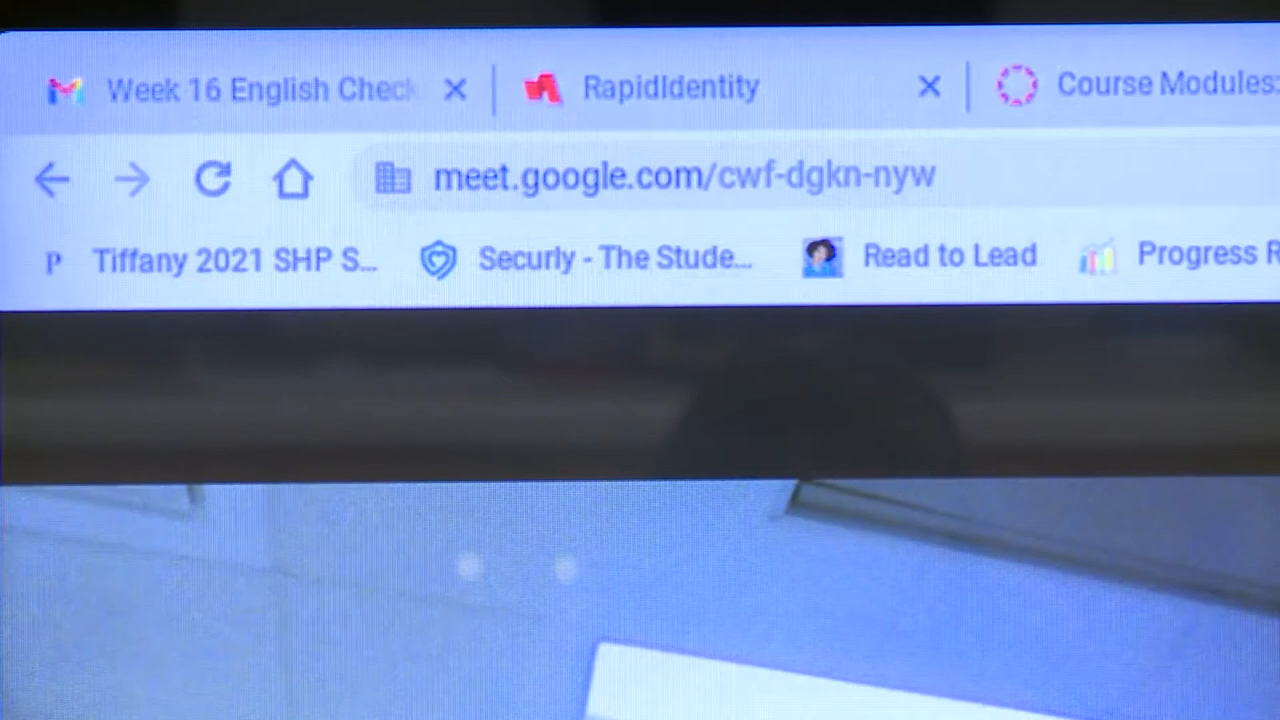 Week 16 English Check
RapidIdentity
Course Modules:
meet.google.com/cwf-dgkn-nyw
P Tiffany 2021 SHP S...
Securly - The Stude...
Read to Lead
Progress R